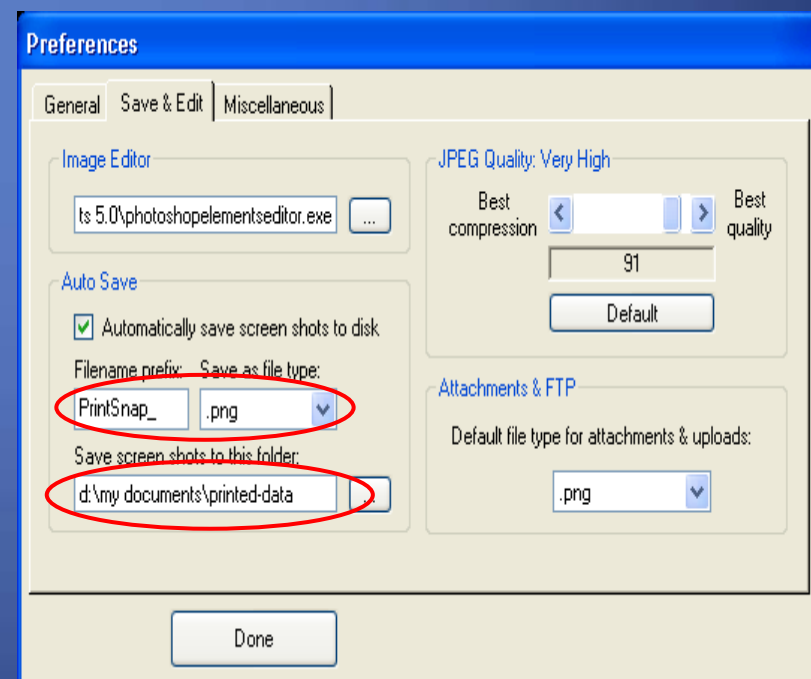 Preferences
General Save & Edit Miscellaneous
Image Editor
ts 5.0\photoshopelementseditor.exe ...
Auto Save
Automatically save screen shots to disk
Filename prefix: Save as file type:
PrintSnap_ .png
Save screen shots to this folder:
d:\my documents\printed-data ...
JPEG Quality: Very High
Best compression
Best quality
91
Default
Attachments & FTP
Default file type for attachments & uploads:
.png
Done